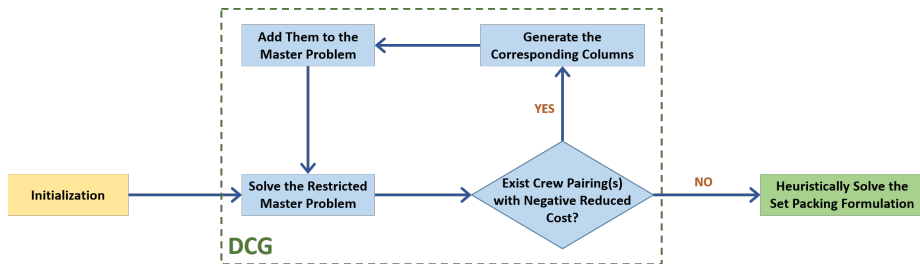 Add Them to the
Master Problem
Generate the
Corresponding Columns
YES
Initialization
Solve the Restricted
Master Problem
Exist Crew Pairing(s)
with Negative Reduced
Cost?
NO
Heuristically Solve the
Set Packing Formulation
DCG